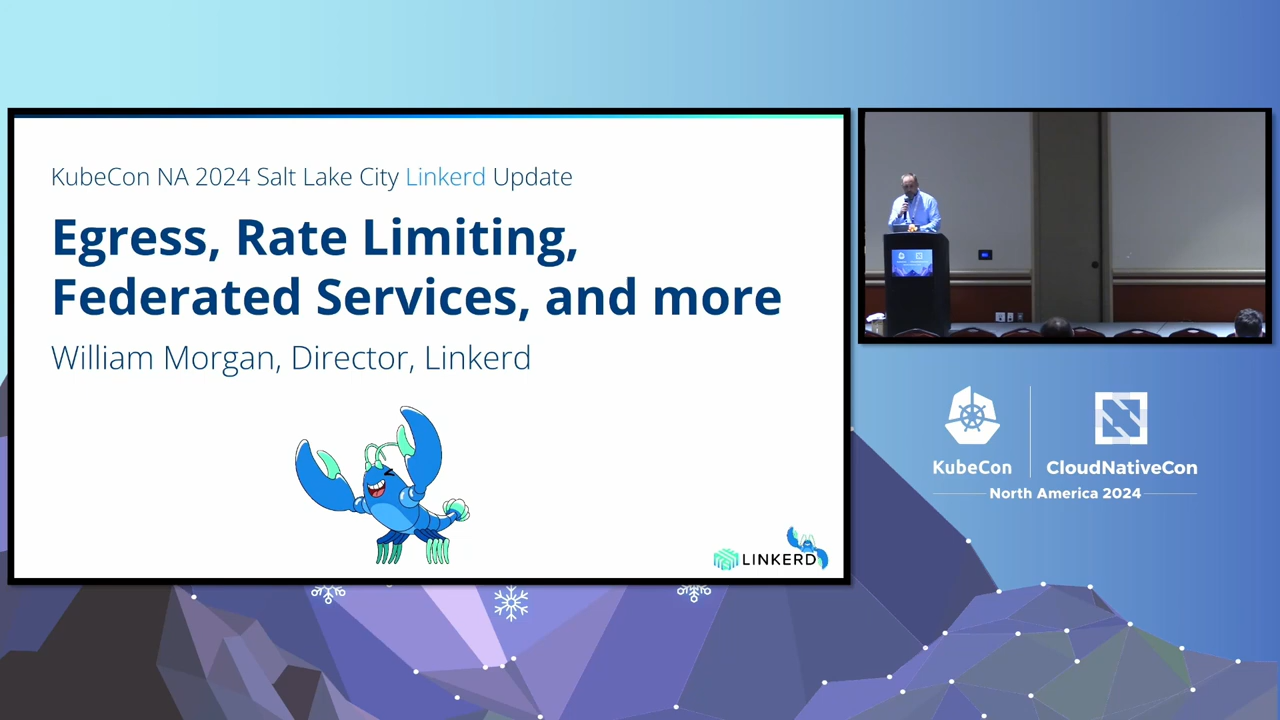 KubeCon NA 2024 Salt Lake City Linkerd Update
Egress, Rate Limiting,
Federated Services, and more
William Morgan, Director, Linkerd
LINKERD
KubeCon
CloudNativeCon
North America 2024